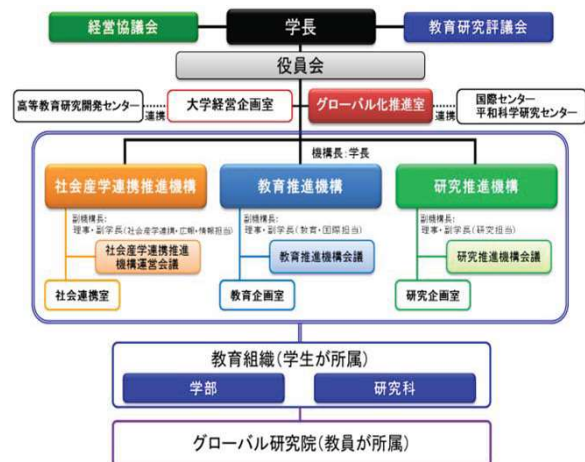 経営協議会
学長
教育研究評議会
役員会
高等教育研究開発センター
連携
大学経営企画室
グローバル化推進室
連携
国際センター
平和科学研究センター
機構長:学長
社会産学連携推進機構
教育推進機構
研究推進機構
副機構長:
理事・副学長(社会産学連携・広報・情報担当)
副機構長:
理事・副学長(教育・国際担当)
副機構長:
理事・副学長(研究担当)
社会産学連携推進
機構運営会議
教育推進機構会議
研究推進機構会議
社会連携室
教育企画室
研究企画室
教育組織(学生が所属)
学部
研究科
グローバル研究院(教員が所属)